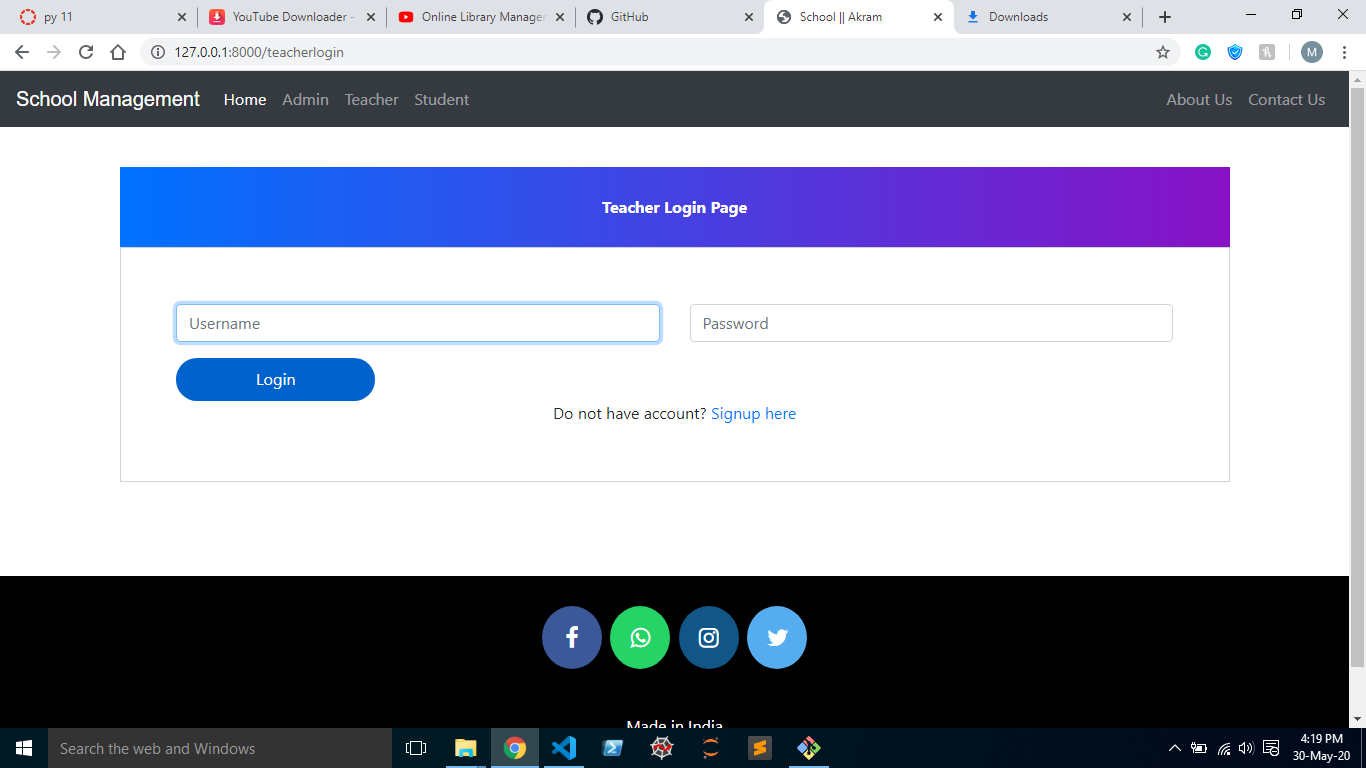 py 11
YouTube Downloader -
Online Library Manager
GitHub
School || Akram
Downloads
127.0.0.1:8000/teacherlogin
M
School Management Home Admin Teacher Student About Us Contact Us
Teacher Login Page
Username
Password
Login
Do not have account? Signup here
Made in India
Search the web and Windows
4:19 PM
30-May-20